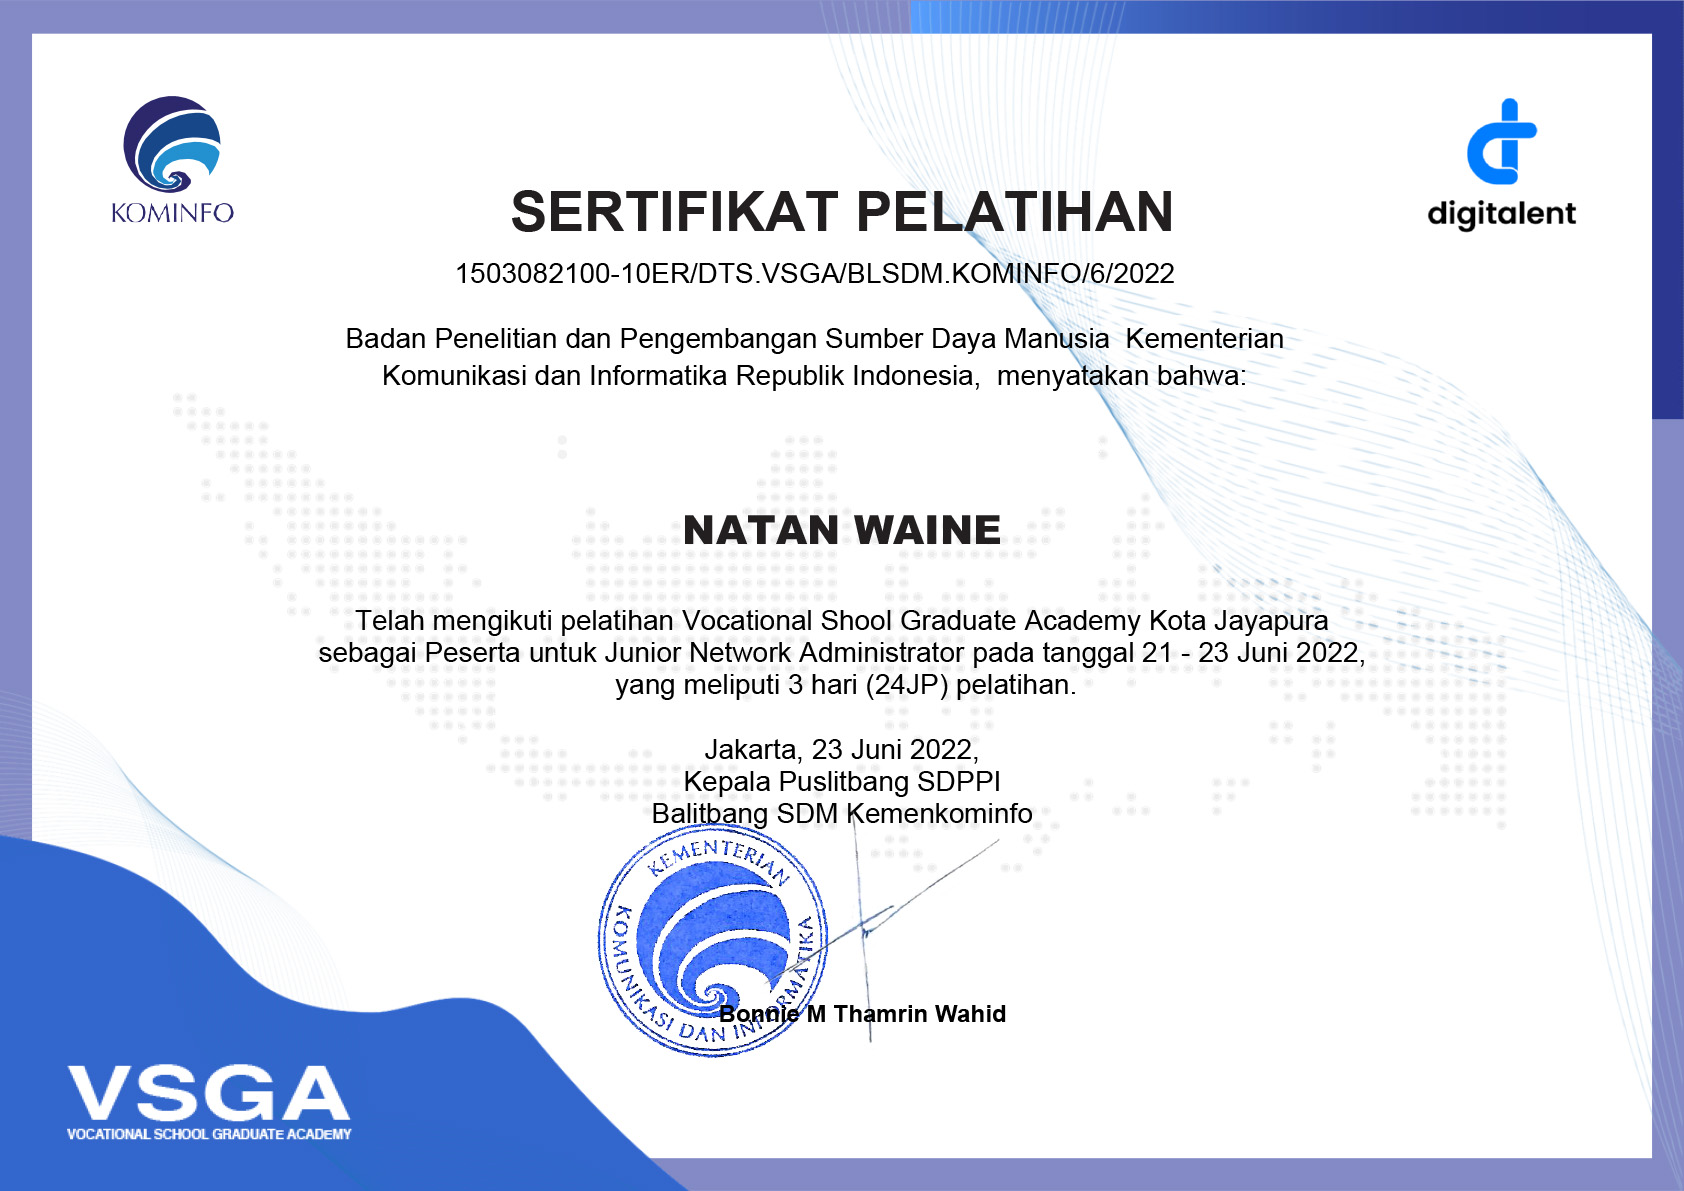 KOMINFO
digitalent
SERTIFIKAT PELATIHAN
1503082100-10ER/DTS.VSGA/BLSDM.KOMINFO/6/2022
Badan Penelitian dan Pengembangan Sumber Daya Manusia  Kementerian
Komunikasi dan Informatika Republik Indonesia,  menyatakan bahwa:
NATAN WAINE
Telah mengikuti pelatihan Vocational Shool Graduate Academy Kota Jayapura
sebagai Peserta untuk Junior Network Administrator pada tanggal 21 - 23 Juni 2022,
yang meliputi 3 hari (24JP) pelatihan.
Jakarta, 23 Juni 2022,
Kepala Puslitbang SDPPI
Balitbang SDM Kemenkominfo
KEMENTERIAN
KOMUNIKASI DAN INFORMATIKA
Bonnie M Thamrin Wahid
VSGA
VOCATIONAL SCHOOL GRADUATE ACADEMY